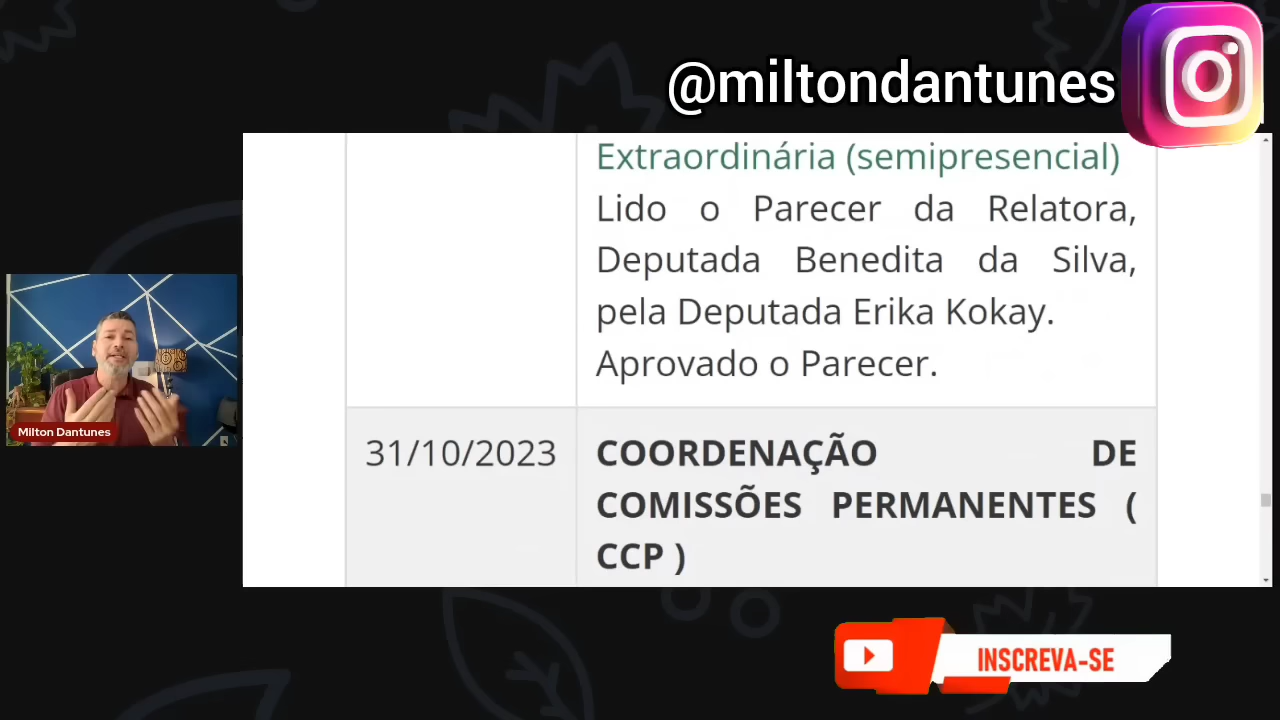 @miltondantunes
Extraordinária (semipresencial)
Lido o Parecer da Relatora,
Deputada Benedita da Silva,
pela Deputada Erika Kokay.
Aprovado o Parecer.
31/10/2023
COORDENAÇÃO DE
COMISSÕES PERMANENTES (
CCP )
Milton Dantunes
INSCREVA-SE